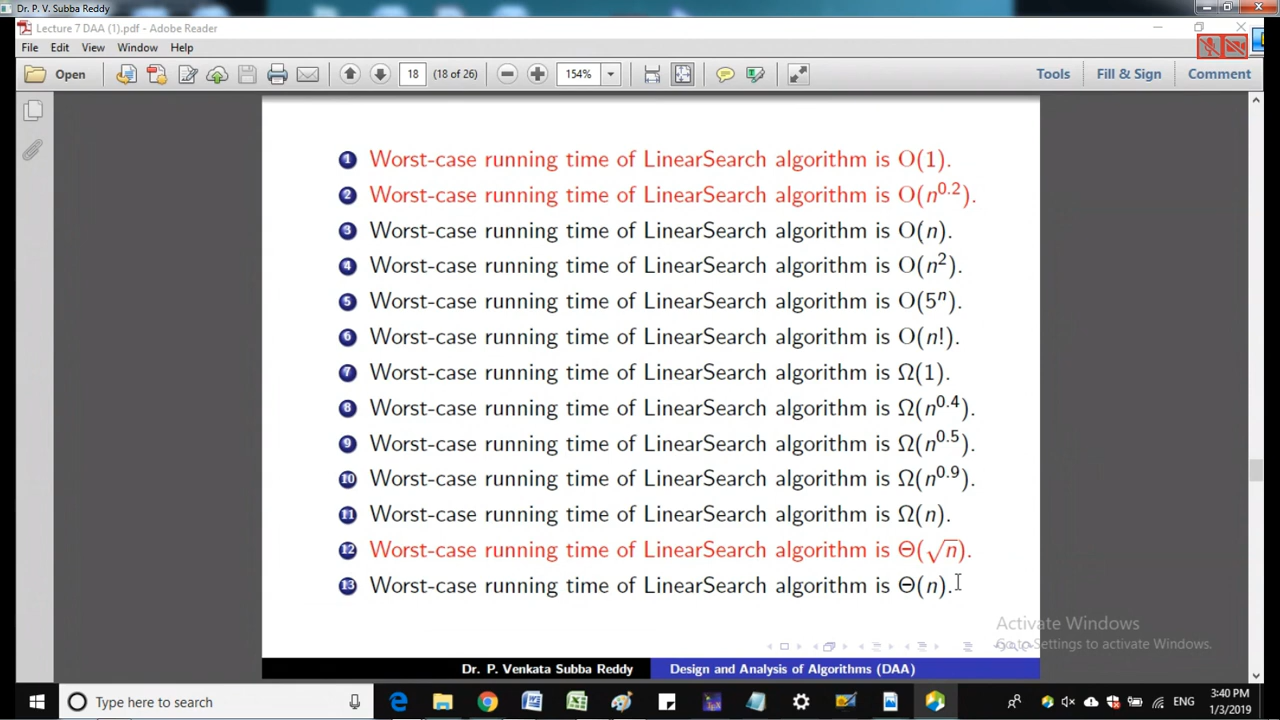 Dr. P. V. Subba Reddy
Lecture 7 DAA (1).pdf - Adobe Reader
File Edit View Window Help
Open 18 (18 of 26) 154% Tools Fill & Sign Comment
1 Worst-case running time of LinearSearch algorithm is O(1).
2 Worst-case running time of LinearSearch algorithm is O(n^0.2).
3 Worst-case running time of LinearSearch algorithm is O(n).
4 Worst-case running time of LinearSearch algorithm is O(n^2).
5 Worst-case running time of LinearSearch algorithm is O(5^n).
6 Worst-case running time of LinearSearch algorithm is O(n!).
7 Worst-case running time of LinearSearch algorithm is Ω(1).
8 Worst-case running time of LinearSearch algorithm is Ω(n^0.4).
9 Worst-case running time of LinearSearch algorithm is Ω(n^0.5).
10 Worst-case running time of LinearSearch algorithm is Ω(n^0.9).
11 Worst-case running time of LinearSearch algorithm is Ω(n).
12 Worst-case running time of LinearSearch algorithm is Θ(√n).
13 Worst-case running time of LinearSearch algorithm is Θ(n).
Activate Windows
Go to Settings to activate Windows.
Dr. P. Venkata Subba Reddy Design and Analysis of Algorithms (DAA)
Type here to search ENG 3:40 PM
1/3/2019